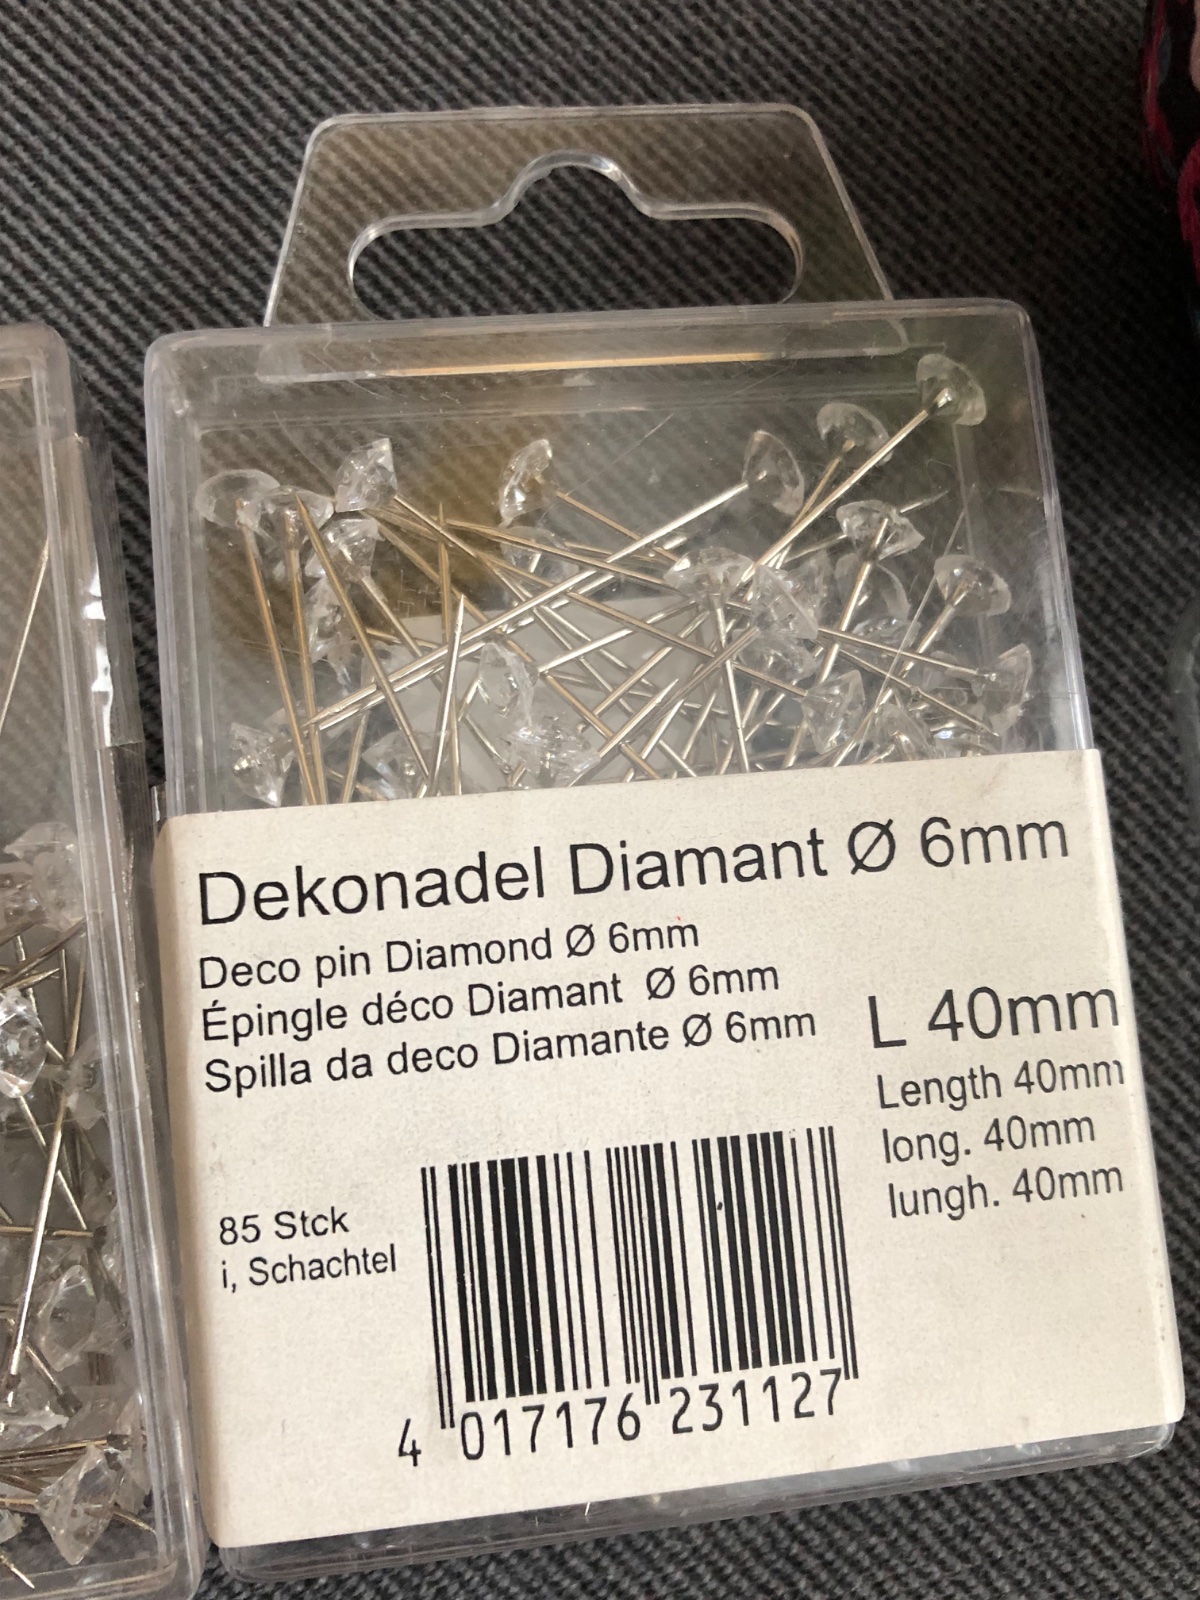 Dekonadel Diamant Ø 6mm
Deco pin Diamond Ø 6mm
Épingle déco Diamant Ø 6mm
Spilla da deco Diamante Ø 6mm
L 40mm
Length 40mm
long. 40mm
lungh. 40mm
85 Stck
i, Schachtel
4 017176 231127